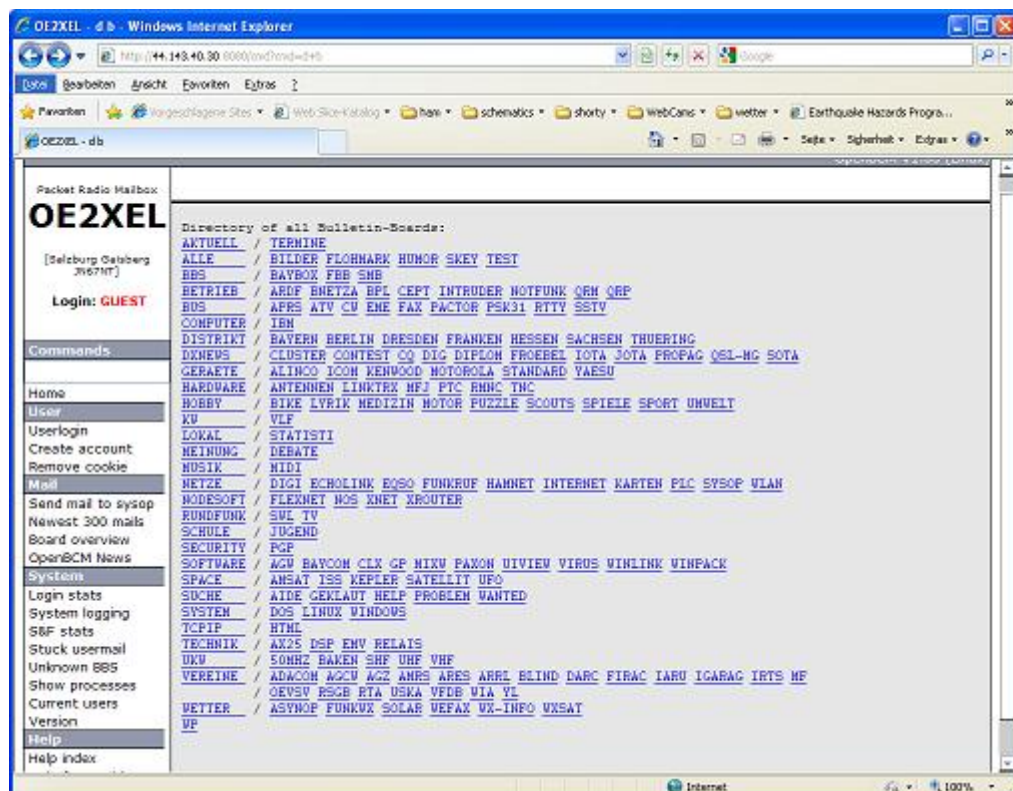 OE2XEL - d b - Windows Internet Explorer
http://44.143.40.30:8080/cmd?cmd=d+b
Google
Datei Bearbeiten Ansicht Favoriten Extras ?
Favoriten Vorgeschlagene Sites Web Slice-Katalog ham schematics shorty WebCams wetter Earthquake Hazards Progra...
OE2XEL - d b
Seite Sicherheit Extras
Packet Radio Mailbox
OE2XEL
[Salzburg Gaisberg
JN67NT]
Login: GUEST
Commands
Home
User
Userlogin
Create account
Remove cookie
Mail
Send mail to sysop
Newest 300 mails
Board overview
OpenBCM News
System
Login stats
System logging
S&F stats
Stuck usermail
Unknown BBS
Show processes
Current users
Version
Help
Help index
Directory of all Bulletin-Boards:
AKTUELL / TERMINE
ALLE / BILDER FLOHMARK HUMOR SKEY TEST
BBS / BAYBOX FBB SMB
BETRIEB / ARDF BNETZA BPL CEPT INTRUDER NOTFUNK QRM QRP
BUS / APRS ATV CW EME FAX PACTOR PSK31 RTTY SSTV
COMPUTER / IBM
DISTRIKT / BAYERN BERLIN DRESDEN FRANKEN HESSEN SACHSEN THUERING
DXNEWS / CLUSTER CONTEST CQ DIG DIPLOM FROEBEL IOTA JOTA PROPAG QSL-MG SOTA
GERAETE / ALINCO ICOM KENWOOD MOTOROLA STANDARD YAESU
HARDWARE / ANTENNEN LINKTRX MFJ PTC RMNC TNC
HOBBY / BIKE LYRIK MEDIZIN MOTOR PUZZLE SCOUTS SPIELE SPORT UMWELT
KW / VLF
LOKAL / STATISTI
MEINUNG / DEBATE
MUSIK / MIDI
NETZE / DIGI ECHOLINK EQSO FUNKRUF HAMNET INTERNET KARTEN PLC SYSOP WLAN
NODESOFT / FLEXNET NOS XNET XROUTER
RUNDFUNK / SWL TV
SCHULE / JUGEND
SECURITY / PGP
SOFTWARE / AGW BAYCOM CLX GP MIXW PAXON UIVIEW VIRUS WINLINK WINPACK
SPACE / AMSAT ISS KEPLER SATELLIT UFO
SUCHE / AIDE GEKLAUT HELP PROBLEM WANTED
SYSTEM / DOS LINUX WINDOWS
TCPIP / HTML
TECHNIK / AX25 DSP EMV RELAIS
UKW / 50MHZ BAKEN SHF UHF VHF
VEREINE / ADACOM AGCW AGZ AMRS ARES ARRL BLIND DARC FIRAC IARU IGARAG IRTS MF
/ OEVSV RSGB RTA USKA VFDB WIA YL
WETTER / ASYNOP FUNKWX SOLAR WEFAX WX-INFO WXSAT
WP
Internet
100%